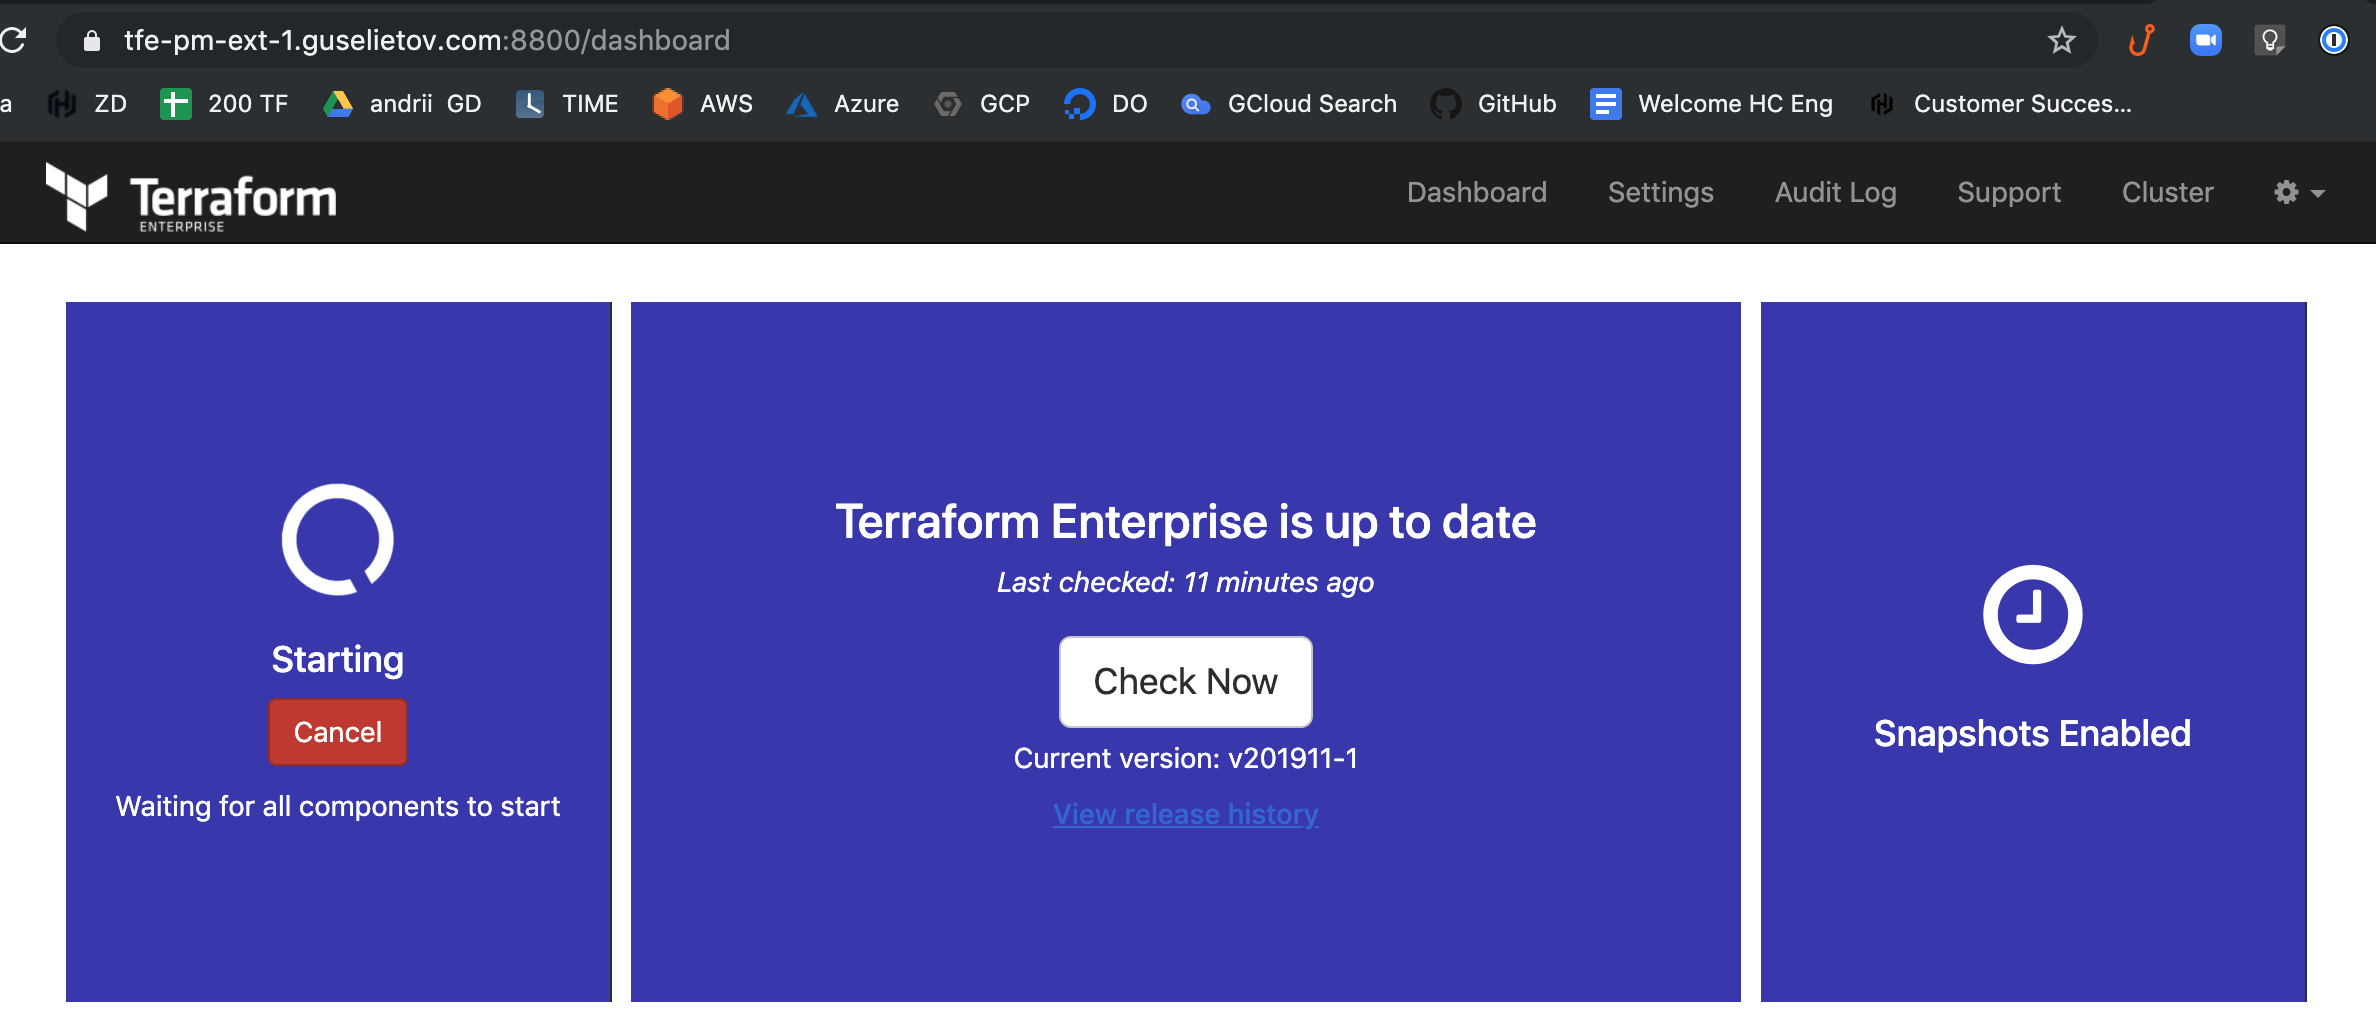 tfe-pm-ext-1.guselietov.com:8800/dashboard
a ZD 200 TF andrii GD TIME AWS Azure GCP DO GCloud Search GitHub Welcome HC Eng Customer Succes...
Terraform
ENTERPRISE
Dashboard Settings Audit Log Support Cluster
Starting
Cancel
Waiting for all components to start
Terraform Enterprise is up to date
Last checked: 11 minutes ago
Check Now
Current version: v201911-1
View release history
Snapshots Enabled